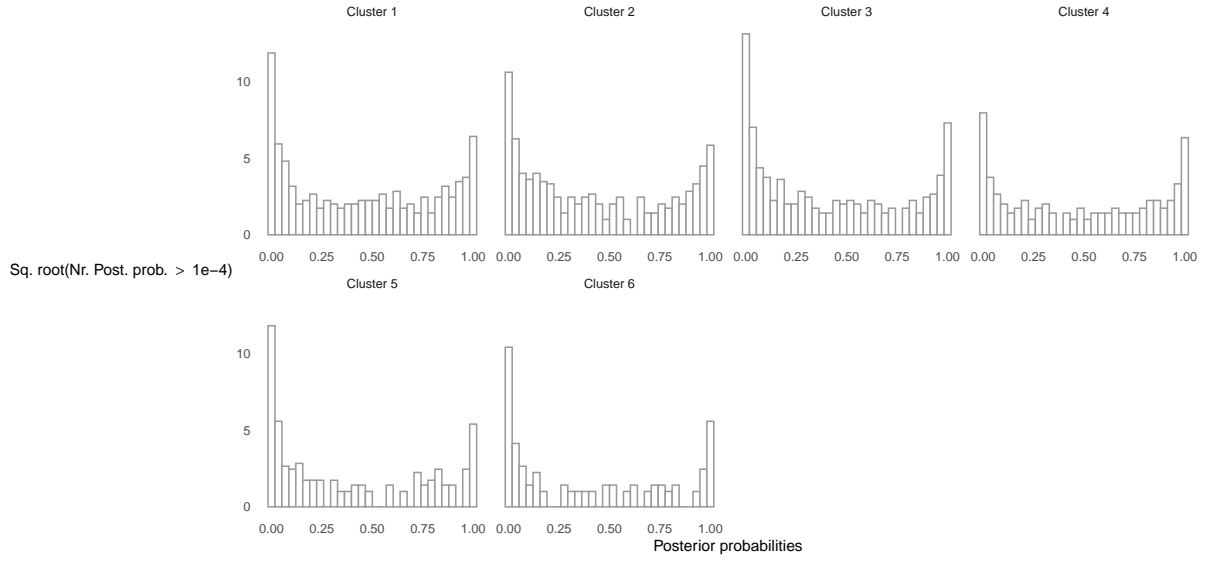 Cluster 1 Cluster 2 Cluster 3 Cluster 4
10
5
0
0.00 0.25 0.50 0.75 1.00 0.00 0.25 0.50 0.75 1.00 0.00 0.25 0.50 0.75 1.00 0.00 0.25 0.50 0.75 1.00
Sq. root(Nr. Post. prob. > 1e−4)
Cluster 5 Cluster 6
10
5
0
0.00 0.25 0.50 0.75 1.00 0.00 0.25 0.50 0.75 1.00
Posterior probabilities